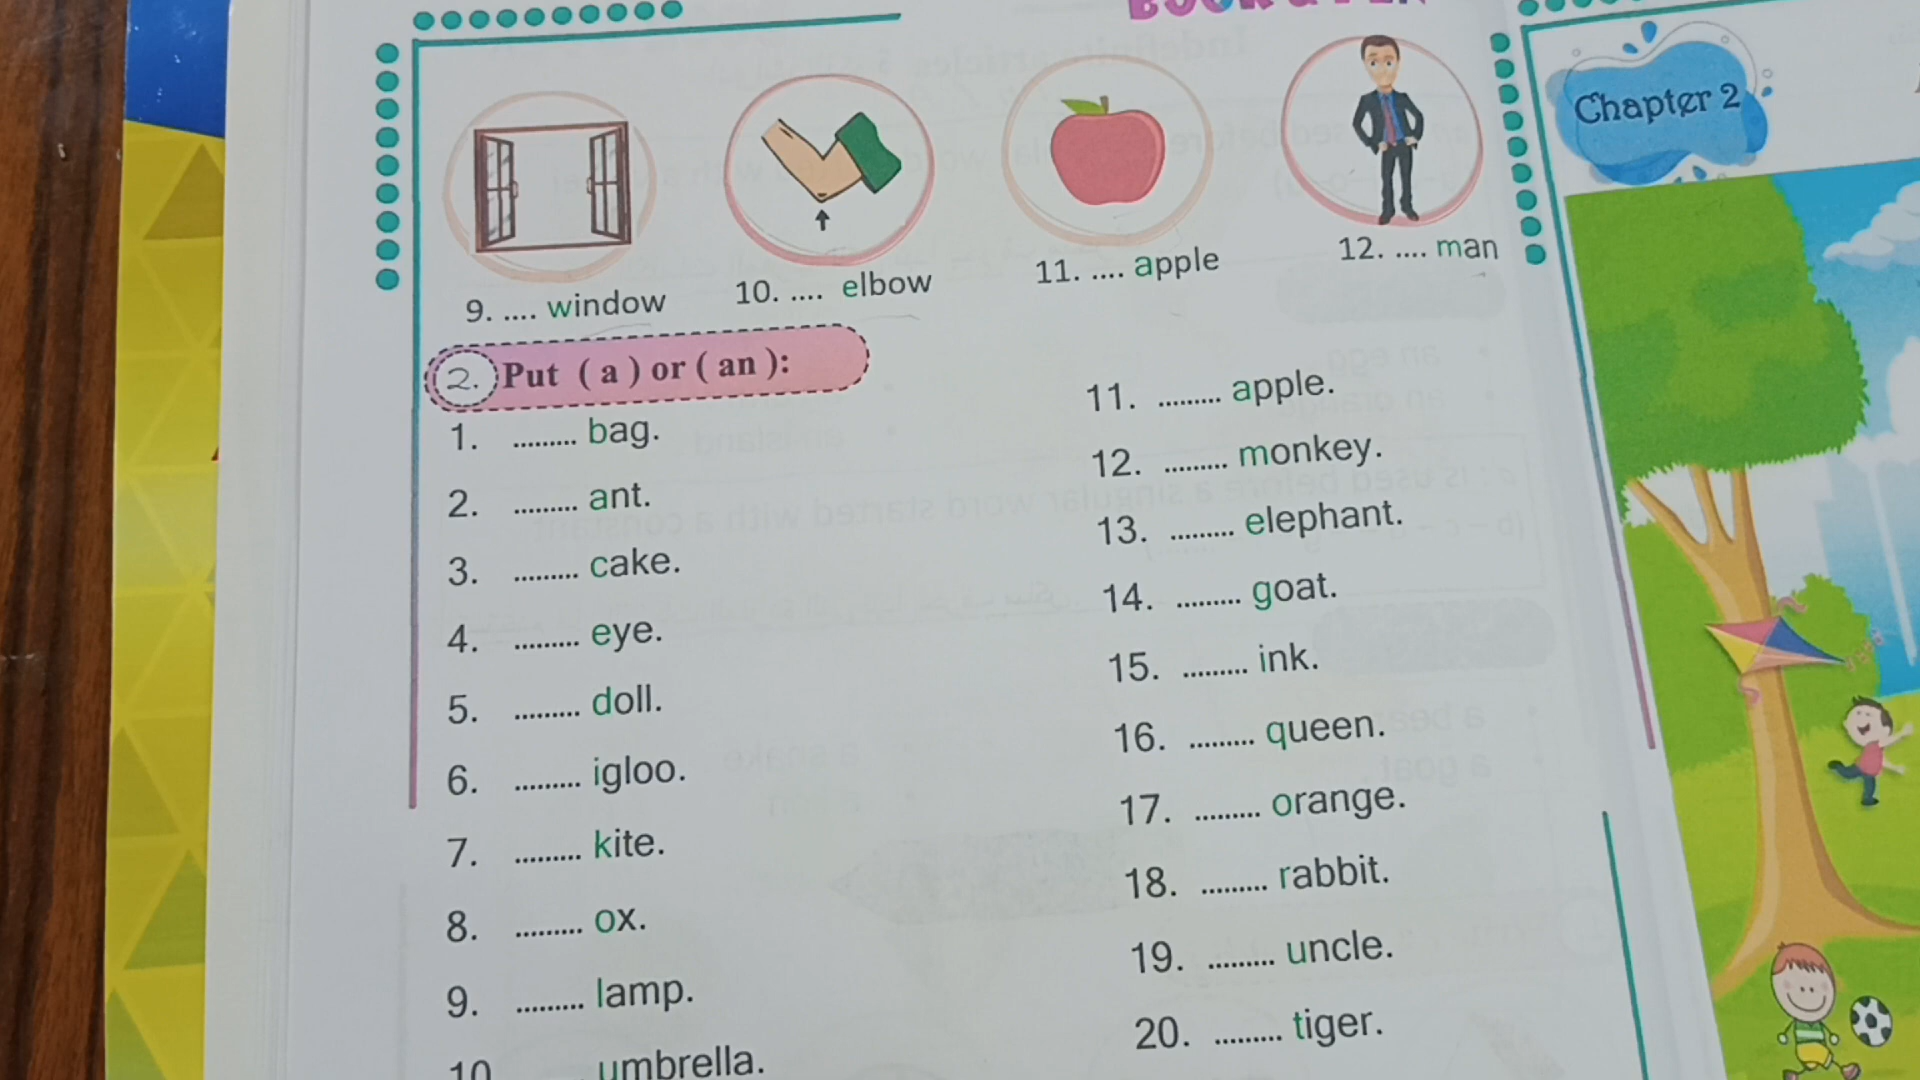 9. .... window
10. .... elbow
11. .... apple
12. .... man
2. Put ( a ) or ( an ):
1. ......... bag.
2. ......... ant.
3. ......... cake.
4. ......... eye.
5. ......... doll.
6. ......... igloo.
7. ......... kite.
8. ......... ox.
9. ......... lamp.
10 umbrella.
11. ......... apple.
12. ......... monkey.
13. ......... elephant.
14. ......... goat.
15. ......... ink.
16. ......... queen.
17. ......... orange.
18. ......... rabbit.
19. ......... uncle.
20. ......... tiger.
Chapter 2